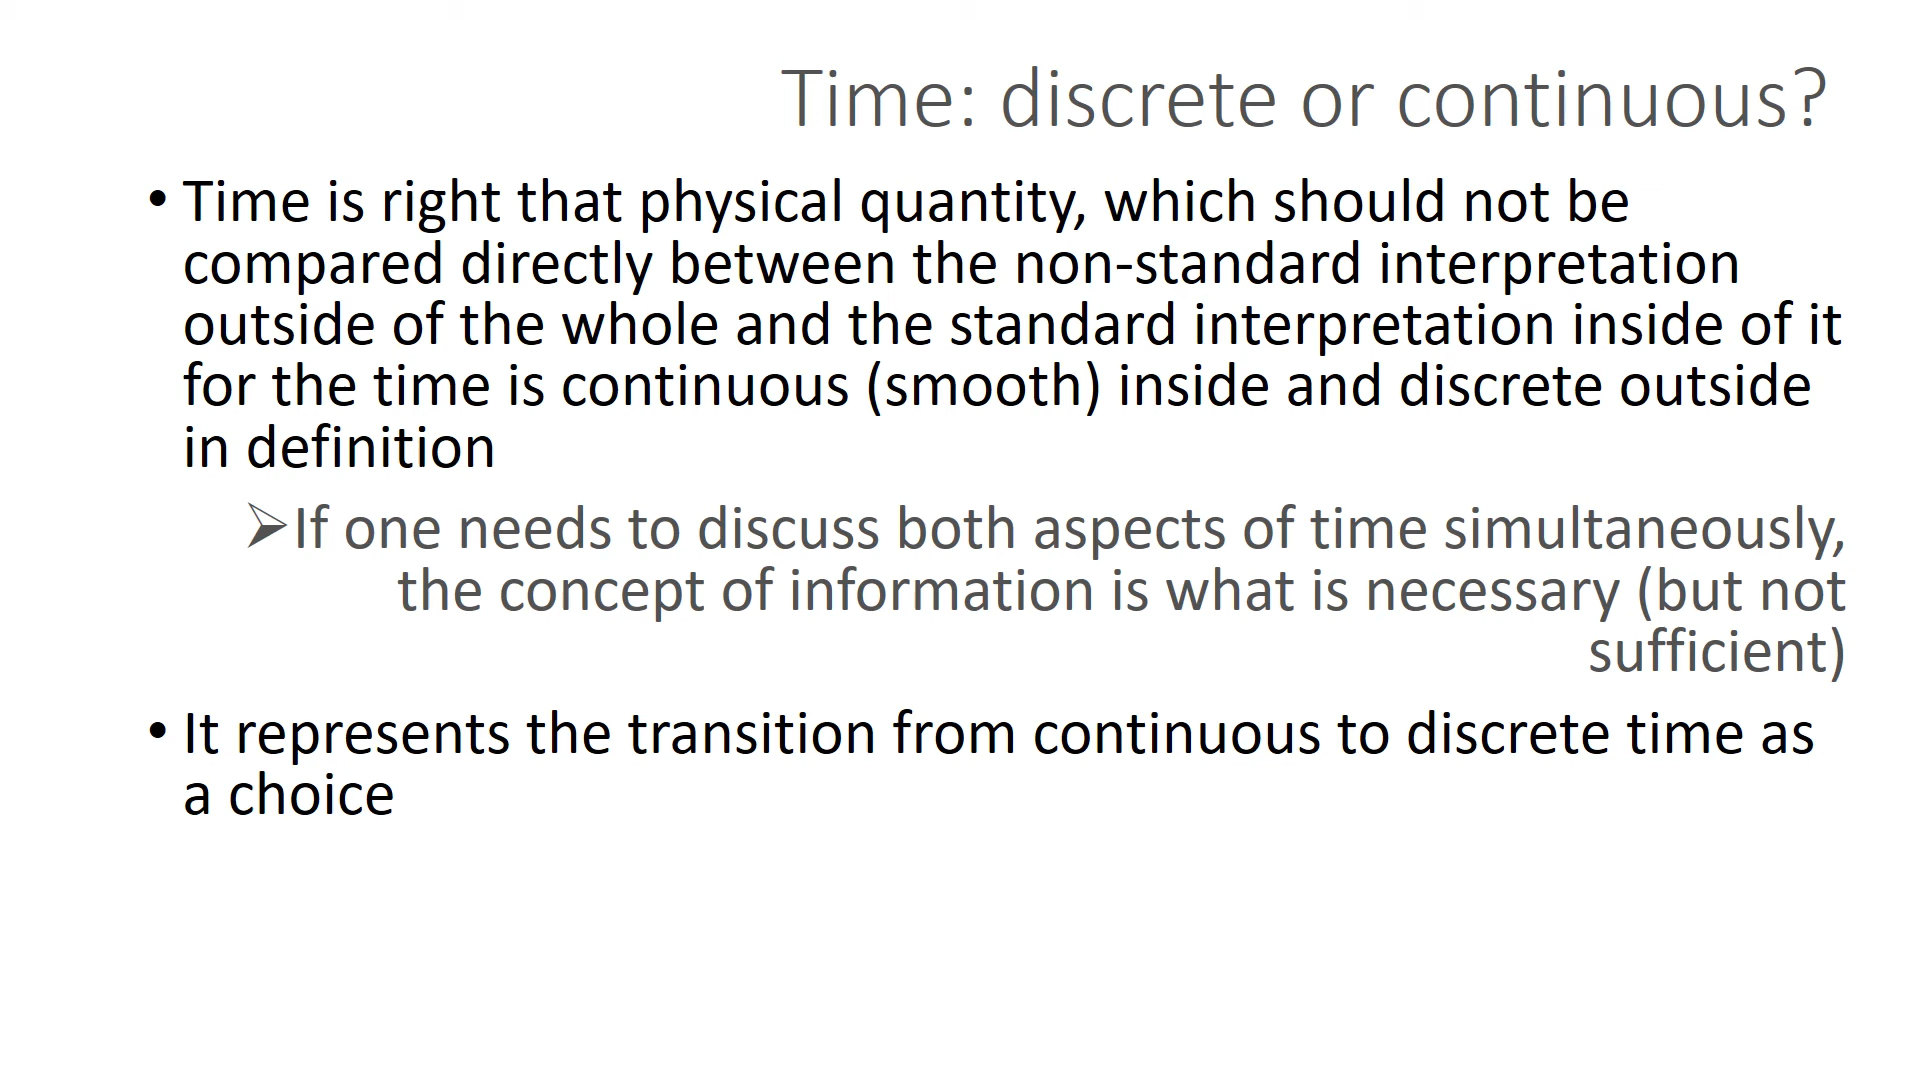 Time: discrete or continuous?
• Time is right that physical quantity, which should not be
compared directly between the non-standard interpretation
outside of the whole and the standard interpretation inside of it
for the time is continuous (smooth) inside and discrete outside
in definition
➢If one needs to discuss both aspects of time simultaneously,
the concept of information is what is necessary (but not
sufficient)
• It represents the transition from continuous to discrete time as
a choice